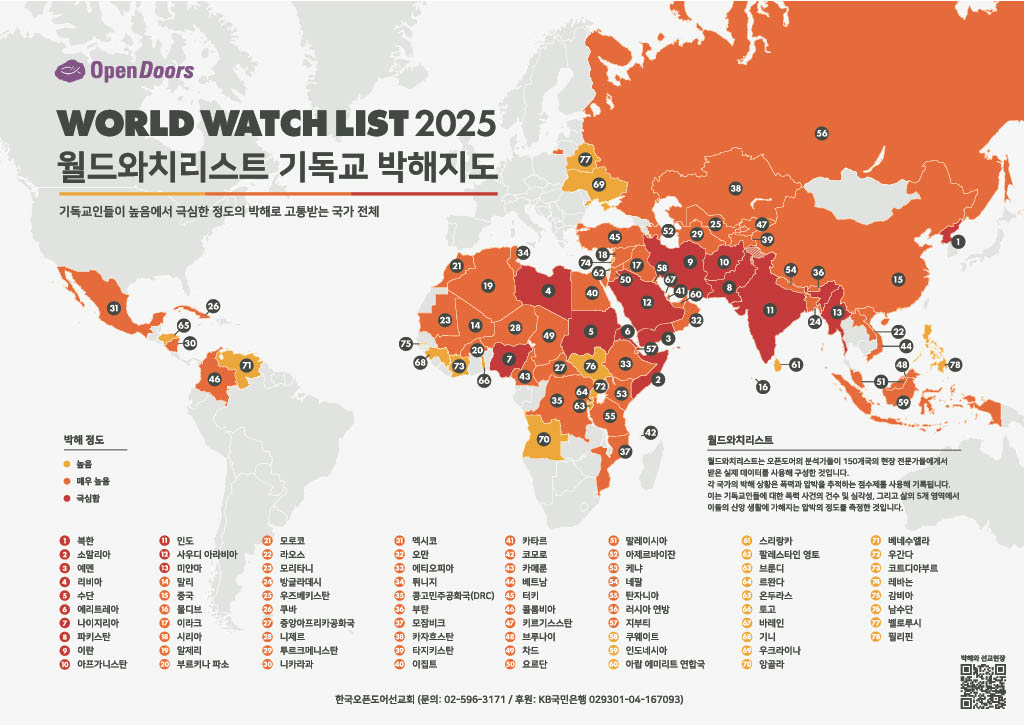 OpenDoors
WORLD WATCH LIST 2025
월드와치리스트 기독교 박해지도
기독교인들이 높음에서 극심한 정도의 박해로 고통받는 국가 전체
56
77
69
38
1
52
29
25
47
39
45
34
21
18
74
62
17
58
9
10
54
36
15
19
4
40
50
67
41
60
8
11
12
13
31
26
65
30
23
14
28
49
5
6
32
3
24
22
44
75
68
73
20
66
7
43
27
76
33
57
2
61
16
48
78
51
59
46
71
35
64
72
63
53
55
70
42
37
박해 정도
높음
매우 높음
극심함
월드와치리스트
월드와치리스트는 오픈도어의 분석가들이 150개국의 현장 전문가들에게서
받은 실제 데이터를 사용해 구성한 것입니다.
각 국가의 박해 상황은 폭력과 압박을 추적하는 점수제를 사용해 기록됩니다.
이는 기독교인들에 대한 폭력 사건의 건수 및 심각성, 그리고 삶의 5개 영역에서
이들의 신앙 생활에 가해지는 압박의 정도를 측정한 것입니다.
1 북한
2 소말리아
3 예멘
4 리비아
5 수단
6 에리트레아
7 나이지리아
8 파키스탄
9 이란
10 아프가니스탄
11 인도
12 사우디 아라비아
13 미얀마
14 말리
15 중국
16 몰디브
17 이라크
18 시리아
19 알제리
20 부르키나 파소
21 모로코
22 라오스
23 모리타니
24 방글라데시
25 우즈베키스탄
26 쿠바
27 중앙아프리카공화국
28 니제르
29 투르크메니스탄
30 니카라과
31 멕시코
32 오만
33 에티오피아
34 튀니지
35 콩고민주공화국(DRC)
36 부탄
37 모잠비크
38 카자흐스탄
39 타지키스탄
40 이집트
41 카타르
42 코모로
43 카메룬
44 베트남
45 터키
46 콜롬비아
47 키르기스스탄
48 브루나이
49 차드
50 요르단
51 말레이시아
52 아제르바이잔
53 케냐
54 네팔
55 탄자니아
56 러시아 연방
57 지부티
58 쿠웨이트
59 인도네시아
60 아랍 에미리트 연합국
61 스리랑카
62 팔레스타인 영토
63 브룬디
64 르완다
65 온두라스
66 토고
67 바레인
68 기니
69 우크라이나
70 앙골라
71 베네수엘라
72 우간다
73 코트디아부르
74 레바논
75 감비아
76 남수단
77 벨로루시
78 필리핀
박해와 선교현장
한국오픈도어선교회 (문의: 02-596-3171 / 후원: KB국민은행 029301-04-167093)